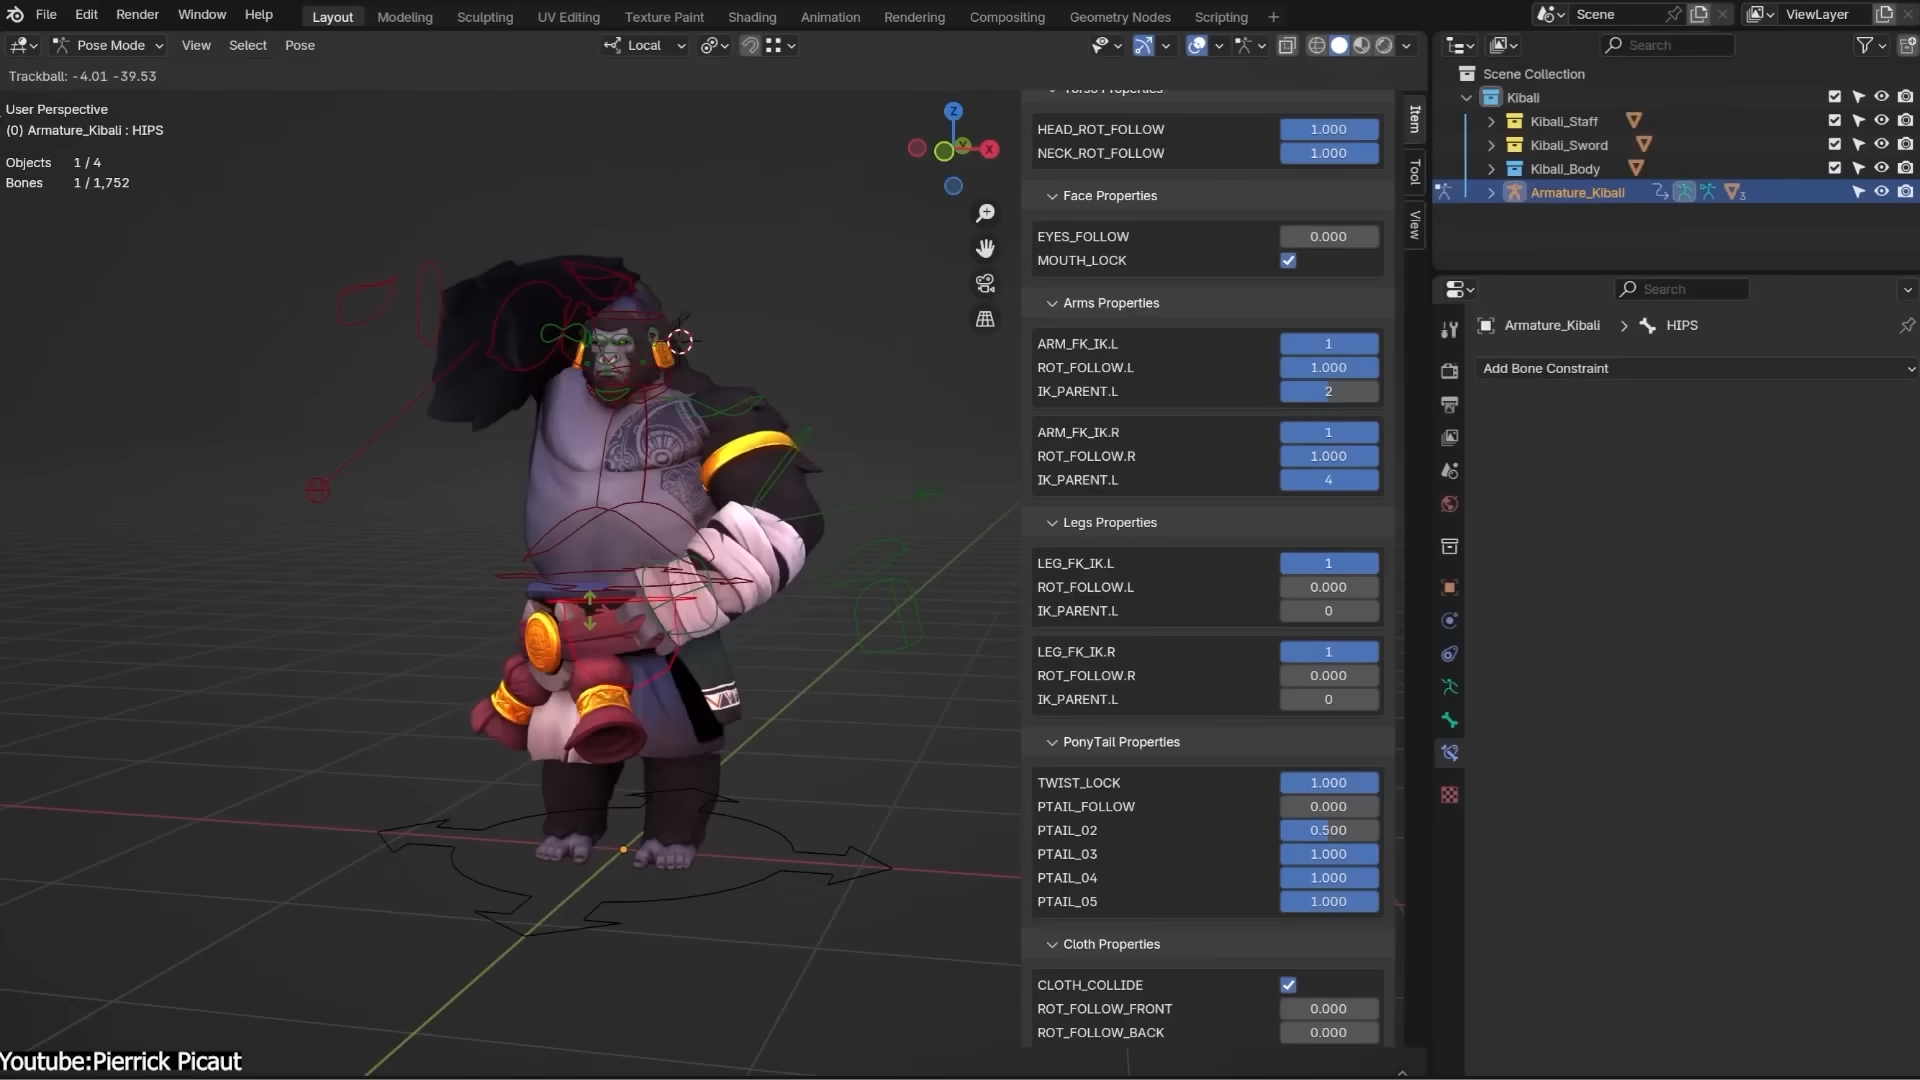 File Edit Render Window Help Layout Modeling Sculpting UV Editing Texture Paint Shading Animation Rendering Compositing Geometry Nodes Scripting + Scene ViewLayer
Pose Mode View Select Pose Local Search
Trackball: -4.01 -39.53
User Perspective
(0) Armature_Kibali : HIPS
Objects 1 / 4
Bones 1 / 1,752
Z
Y
X
Torso Properties
HEAD_ROT_FOLLOW 1.000
NECK_ROT_FOLLOW 1.000
Face Properties
EYES_FOLLOW 0.000
MOUTH_LOCK
Arms Properties
ARM_FK_IK.L 1
ROT_FOLLOW.L 1.000
IK_PARENT.L 2
ARM_FK_IK.R 1
ROT_FOLLOW.R 1.000
IK_PARENT.L 4
Legs Properties
LEG_FK_IK.L 1
ROT_FOLLOW.L 0.000
IK_PARENT.L 0
LEG_FK_IK.R 1
ROT_FOLLOW.R 0.000
IK_PARENT.L 0
PonyTail Properties
TWIST_LOCK 1.000
PTAIL_FOLLOW 0.000
PTAIL_02 0.500
PTAIL_03 1.000
PTAIL_04 1.000
PTAIL_05 1.000
Cloth Properties
CLOTH_COLLIDE
ROT_FOLLOW_FRONT 0.000
ROT_FOLLOW_BACK 0.000
Item
Tool
View
Scene Collection
Kibali
Kibali_Staff
Kibali_Sword
Kibali_Body
Armature_Kibali 3
Search
Armature_Kibali > HIPS
Add Bone Constraint
Youtube:Pierrick Picaut